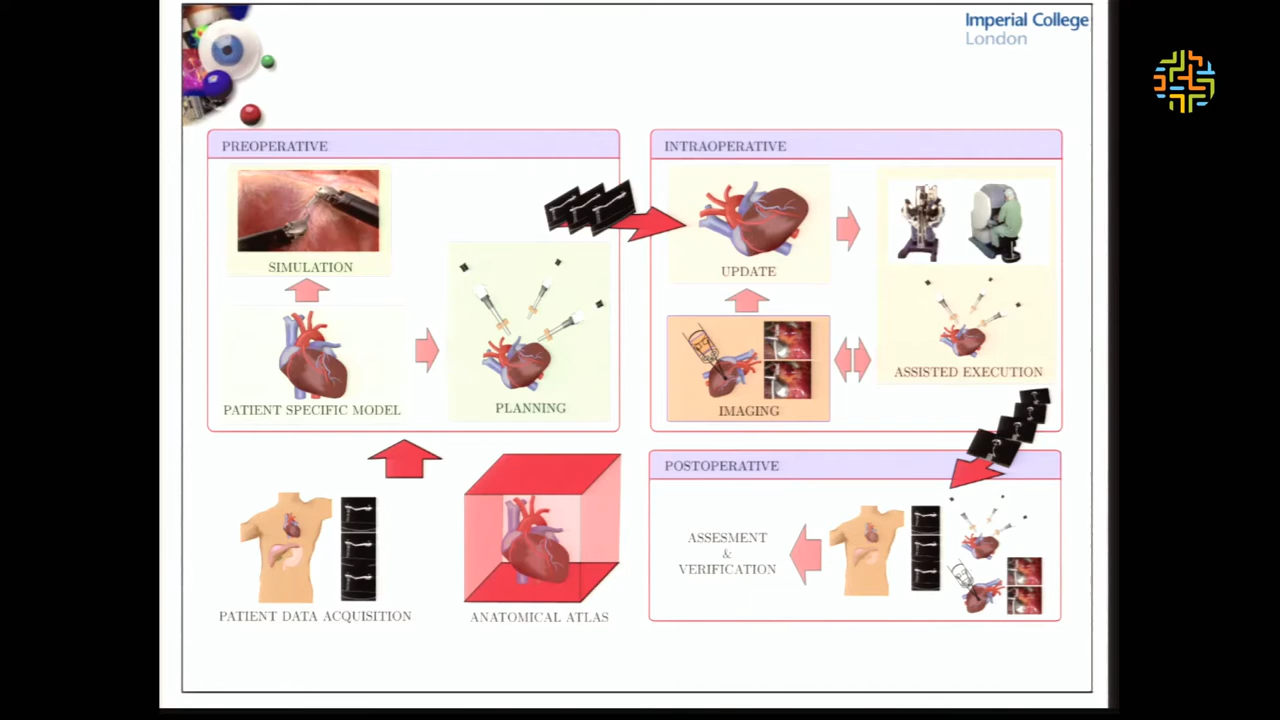 Imperial College
London
PREOPERATIVE
SIMULATION
PATIENT SPECIFIC MODEL
PLANNING
INTRAOPERATIVE
UPDATE
IMAGING
ASSISTED EXECUTION
POSTOPERATIVE
ASSESMENT
&
VERIFICATION
PATIENT DATA ACQUISITION
ANATOMICAL ATLAS